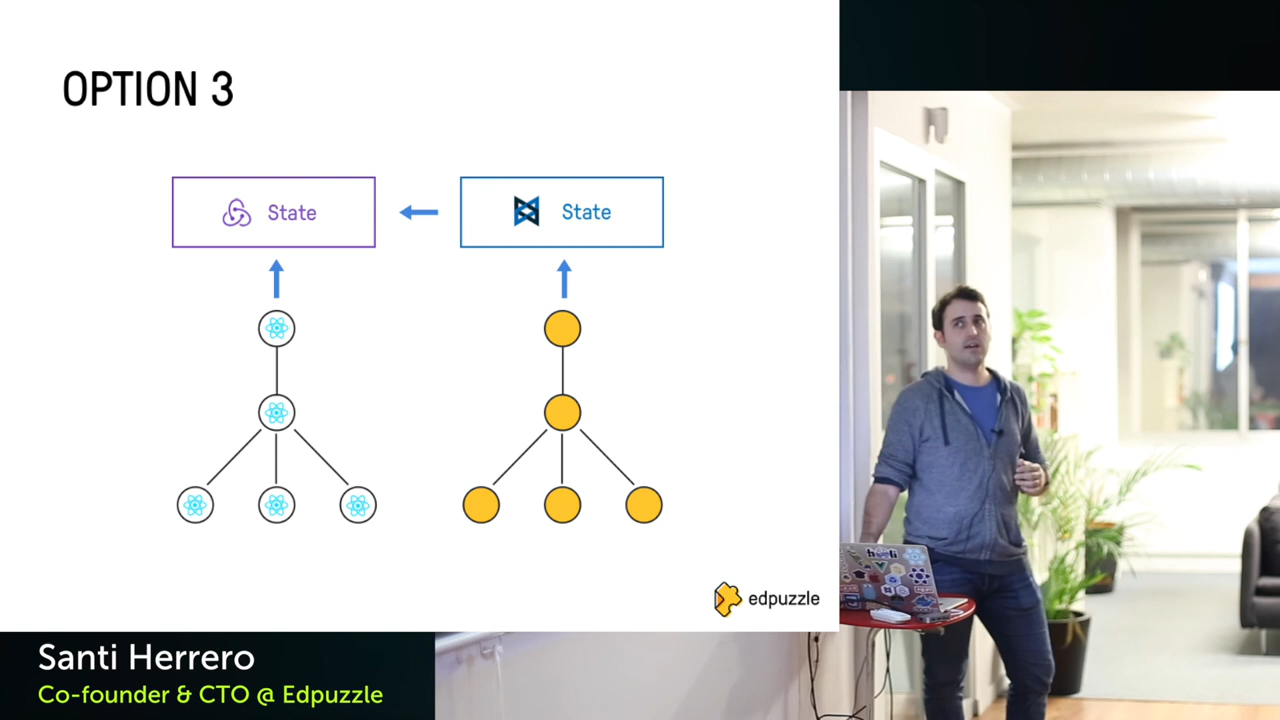 OPTION 3
State
State
edpuzzle
Santi Herrero
Co-founder & CTO @ Edpuzzle